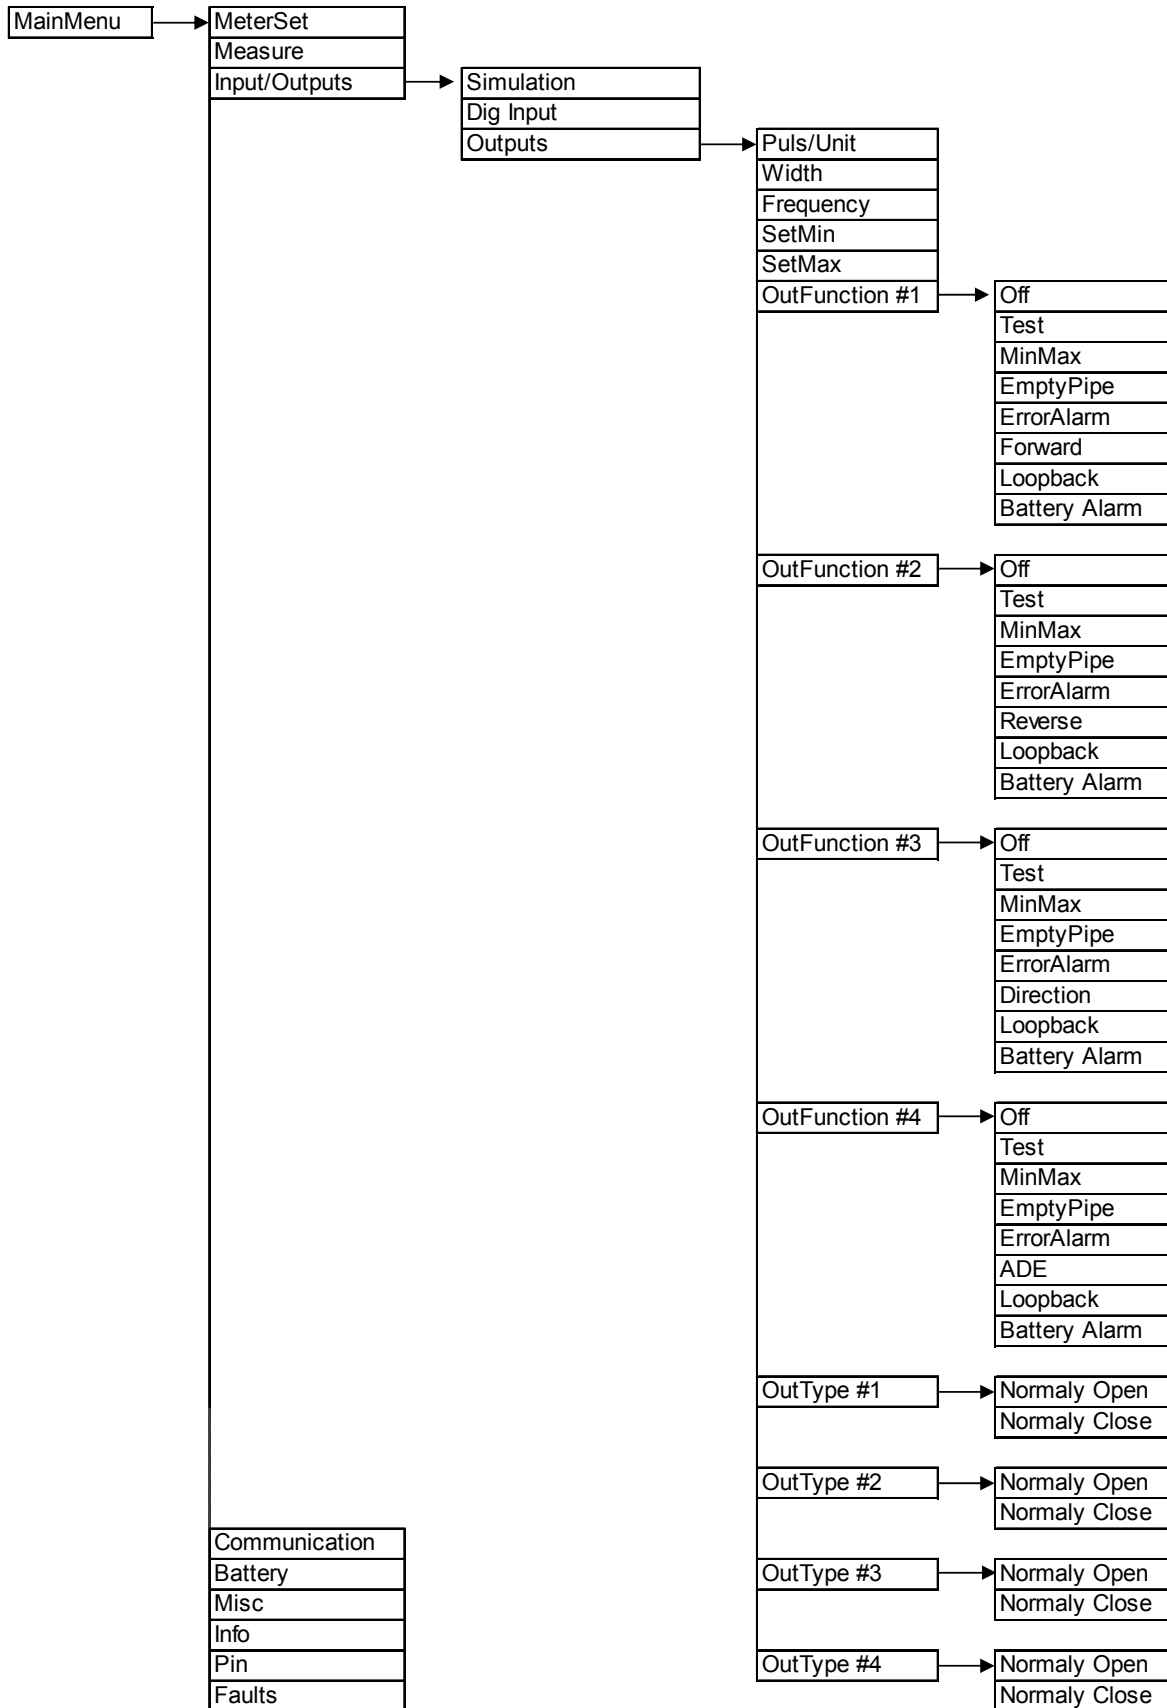 MainMenu
MeterSet
Measure
Input/Outputs
Simulation
Dig Input
Outputs
Puls/Unit
Width
Frequency
SetMin
SetMax
OutFunction #1
Off
Test
MinMax
EmptyPipe
ErrorAlarm
Forward
Loopback
Battery Alarm
OutFunction #2
Off
Test
MinMax
EmptyPipe
ErrorAlarm
Reverse
Loopback
Battery Alarm
OutFunction #3
Off
Test
MinMax
EmptyPipe
ErrorAlarm
Direction
Loopback
Battery Alarm
OutFunction #4
Off
Test
MinMax
EmptyPipe
ErrorAlarm
ADE
Loopback
Battery Alarm
OutType #1
Normaly Open
Normaly Close
OutType #2
Normaly Open
Normaly Close
OutType #3
Normaly Open
Normaly Close
OutType #4
Normaly Open
Normaly Close
Communication
Battery
Misc
Info
Pin
Faults